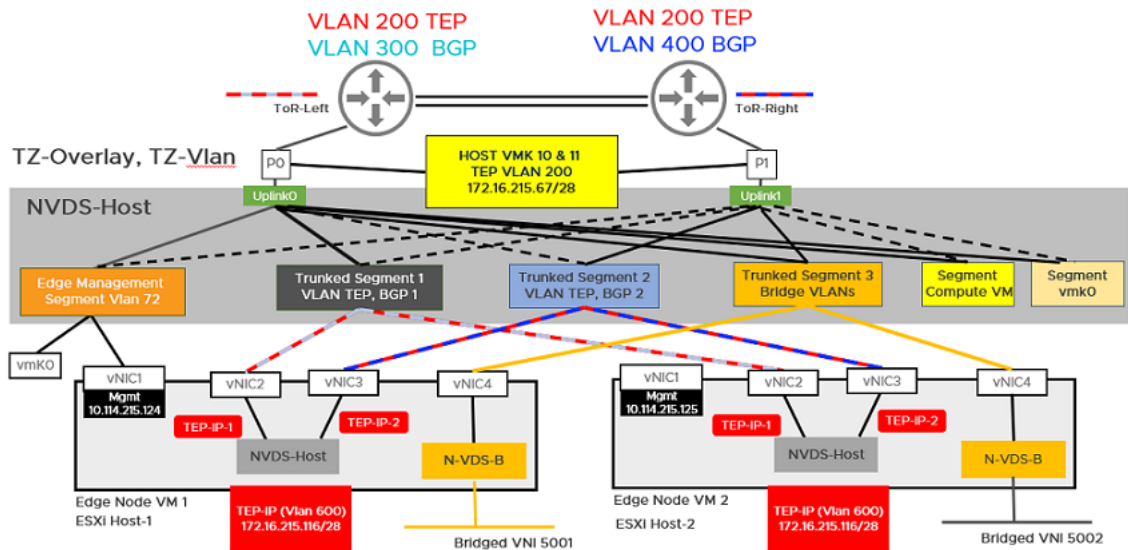 VLAN 200 TEP
VLAN 300 BGP
VLAN 200 TEP
VLAN 400 BGP
ToR-Left
ToR-Right
TZ-Overlay, TZ-Vlan
P0
HOST VMK 10 & 11
TEP VLAN 200
172.16.215.67/28
P1
NVDS-Host
Uplink0
Uplink1
Edge Management
Segment Vlan 72
Trunked Segment 1
VLAN TEP, BGP 1
Trunked Segment 2
VLAN TEP, BGP 2
Trunked Segment 3
Bridge VLANs
Segment
Compute VM
Segment
vmk0
vmK0
vNIC1
Mgmt
10.114.215.124
vNIC2
vNIC3
vNIC4
TEP-IP-1
TEP-IP-2
NVDS-Host
N-VDS-B
Edge Node VM 1
ESXi Host-1
TEP-IP (Vlan 600)
172.16.215.116/28
Bridged VNI 5001
vNIC1
Mgmt
10.114.215.125
vNIC2
vNIC3
vNIC4
TEP-IP-1
TEP-IP-2
NVDS-Host
N-VDS-B
Edge Node VM 2
ESXi Host-2
TEP-IP (Vlan 600)
172.16.215.116/28
Bridged VNI 5002